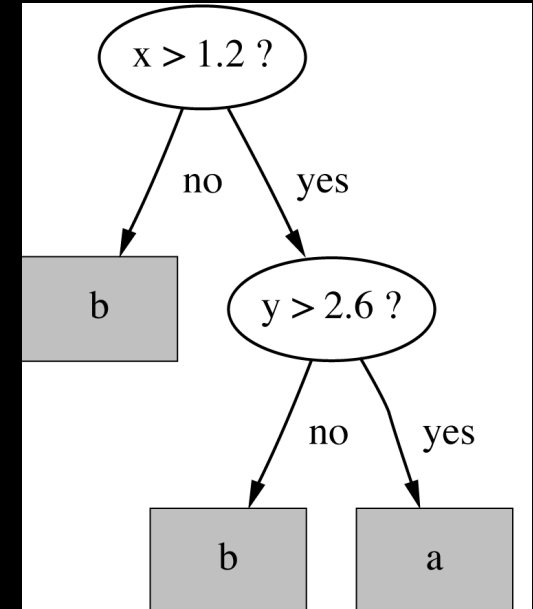 x > 1.2 ?
no
yes
b
y > 2.6 ?
no
yes
b
a